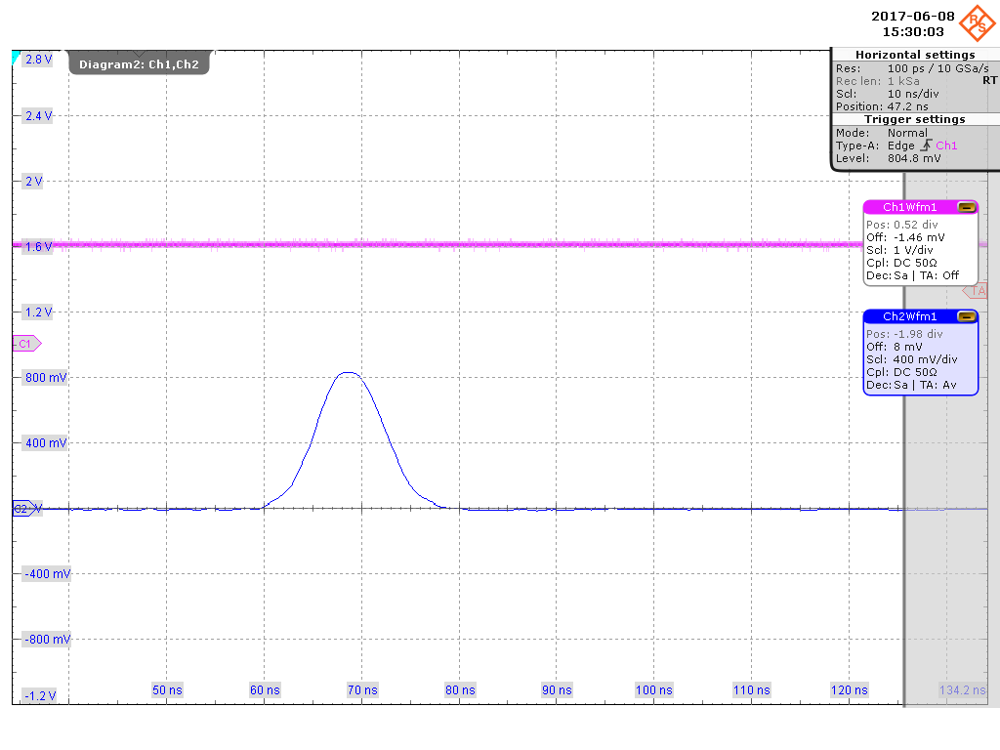 2017-06-08
15:30:03
R S
Horizontal settings
Res: 100 ps / 10 GSa/s
Rec len: 1 kSa RT
Scl: 10 ns/div
Position: 47.2 ns
Trigger settings
Mode: Normal
Type-A: Edge Ch1
Level: 804.8 mV
Diagram2: Ch1,Ch2
2.8 V
2.4 V
2 V
1.6 V
1.2 V
800 mV
400 mV
V
-400 mV
-800 mV
-1.2 V
C1
C2
TA
Ch1Wfm1
Pos: 0.52 div
Off: -1.46 mV
Scl: 1 V/div
Cpl: DC 50Ω
Dec: Sa | TA: Off
Ch2Wfm1
Pos: -1.98 div
Off: 8 mV
Scl: 400 mV/div
Cpl: DC 50Ω
Dec: Sa | TA: Av
50 ns 60 ns 70 ns 80 ns 90 ns 100 ns 110 ns 120 ns 134.2 ns